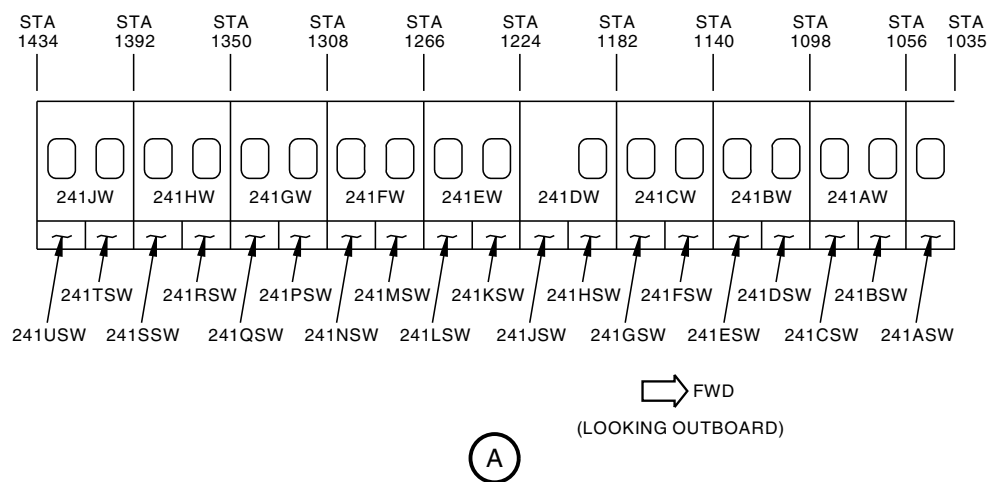 STA STA STA STA STA STA STA STA STA STA STA
1434 1392 1350 1308 1266 1224 1182 1140 1098 1056 1035
241JW 241HW 241GW 241FW 241EW 241DW 241CW 241BW 241AW
241TSW 241RSW 241PSW 241MSW 241KSW 241HSW 241FSW 241DSW 241BSW
241USW 241SSW 241QSW 241NSW 241LSW 241JSW 241GSW 241ESW 241CSW 241ASW
FWD
(LOOKING OUTBOARD)
A